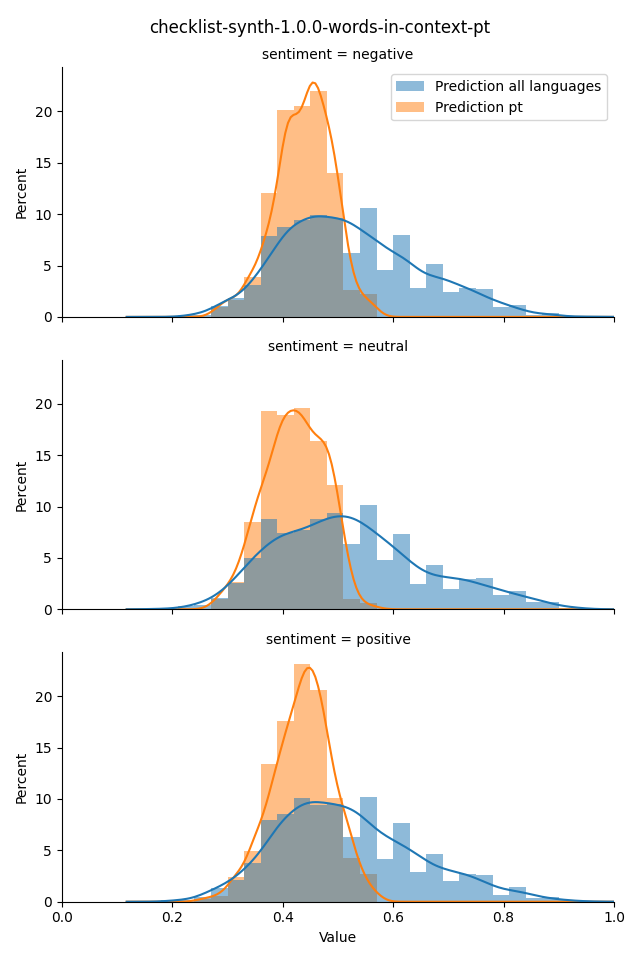 checklist-synth-1.0.0-words-in-context-pt
sentiment = negative
Prediction all languages
Prediction pt
Percent
20
15
10
5
0
sentiment = neutral
Percent
20
15
10
5
0
sentiment = positive
Percent
20
15
10
5
0
0.0 0.2 0.4 0.6 0.8 1.0
Value